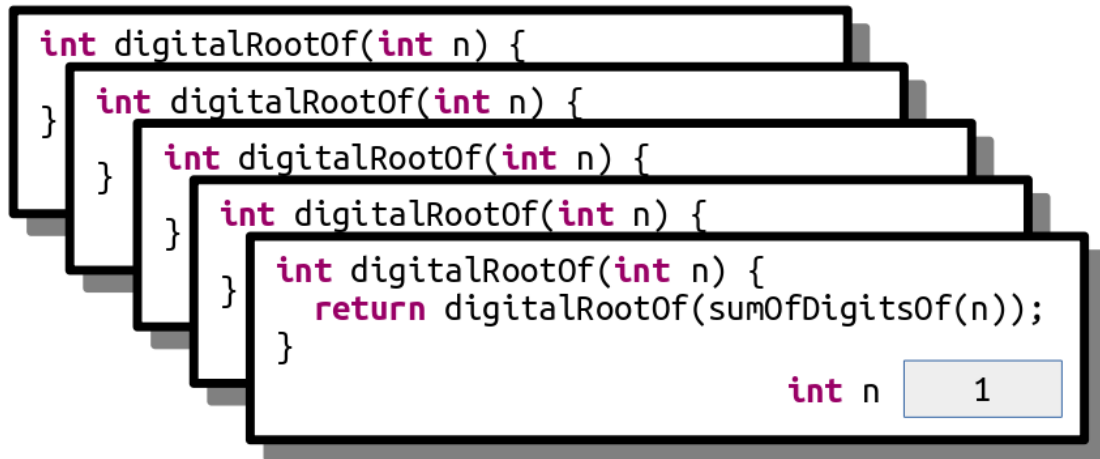 int digitalRootOf(int n) {
}
int digitalRootOf(int n) {
}
int digitalRootOf(int n) {
}
int digitalRootOf(int n) {
}
int digitalRootOf(int n) {
return digitalRootOf(sumOfDigitsOf(n));
}
int n 1